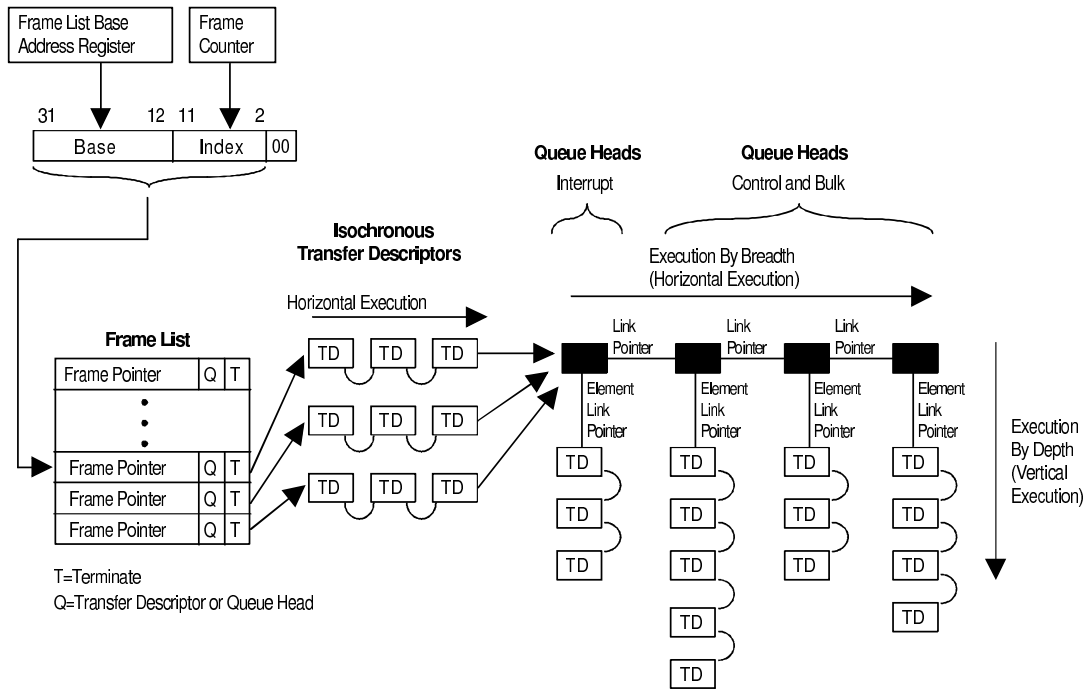 Frame List Base
Address Register
Frame
Counter
31 12 11 2
Base Index 00
Queue Heads
Interrupt
Queue Heads
Control and Bulk
Isochronous
Transfer Descriptors
Execution By Breadth
(Horizontal Execution)
Horizontal Execution
Frame List
Frame Pointer Q T
Frame Pointer Q T
Frame Pointer Q T
Frame Pointer Q T
T=Terminate
Q=Transfer Descriptor or Queue Head
TD TD TD
TD TD TD
TD TD TD
Link
Pointer
Link
Pointer
Link
Pointer
Element
Link
Pointer
Element
Link
Pointer
Element
Link
Pointer
Element
Link
Pointer
TD TD TD TD
TD TD TD TD
TD TD TD TD
TD TD
TD
Execution
By Depth
(Vertical
Execution)